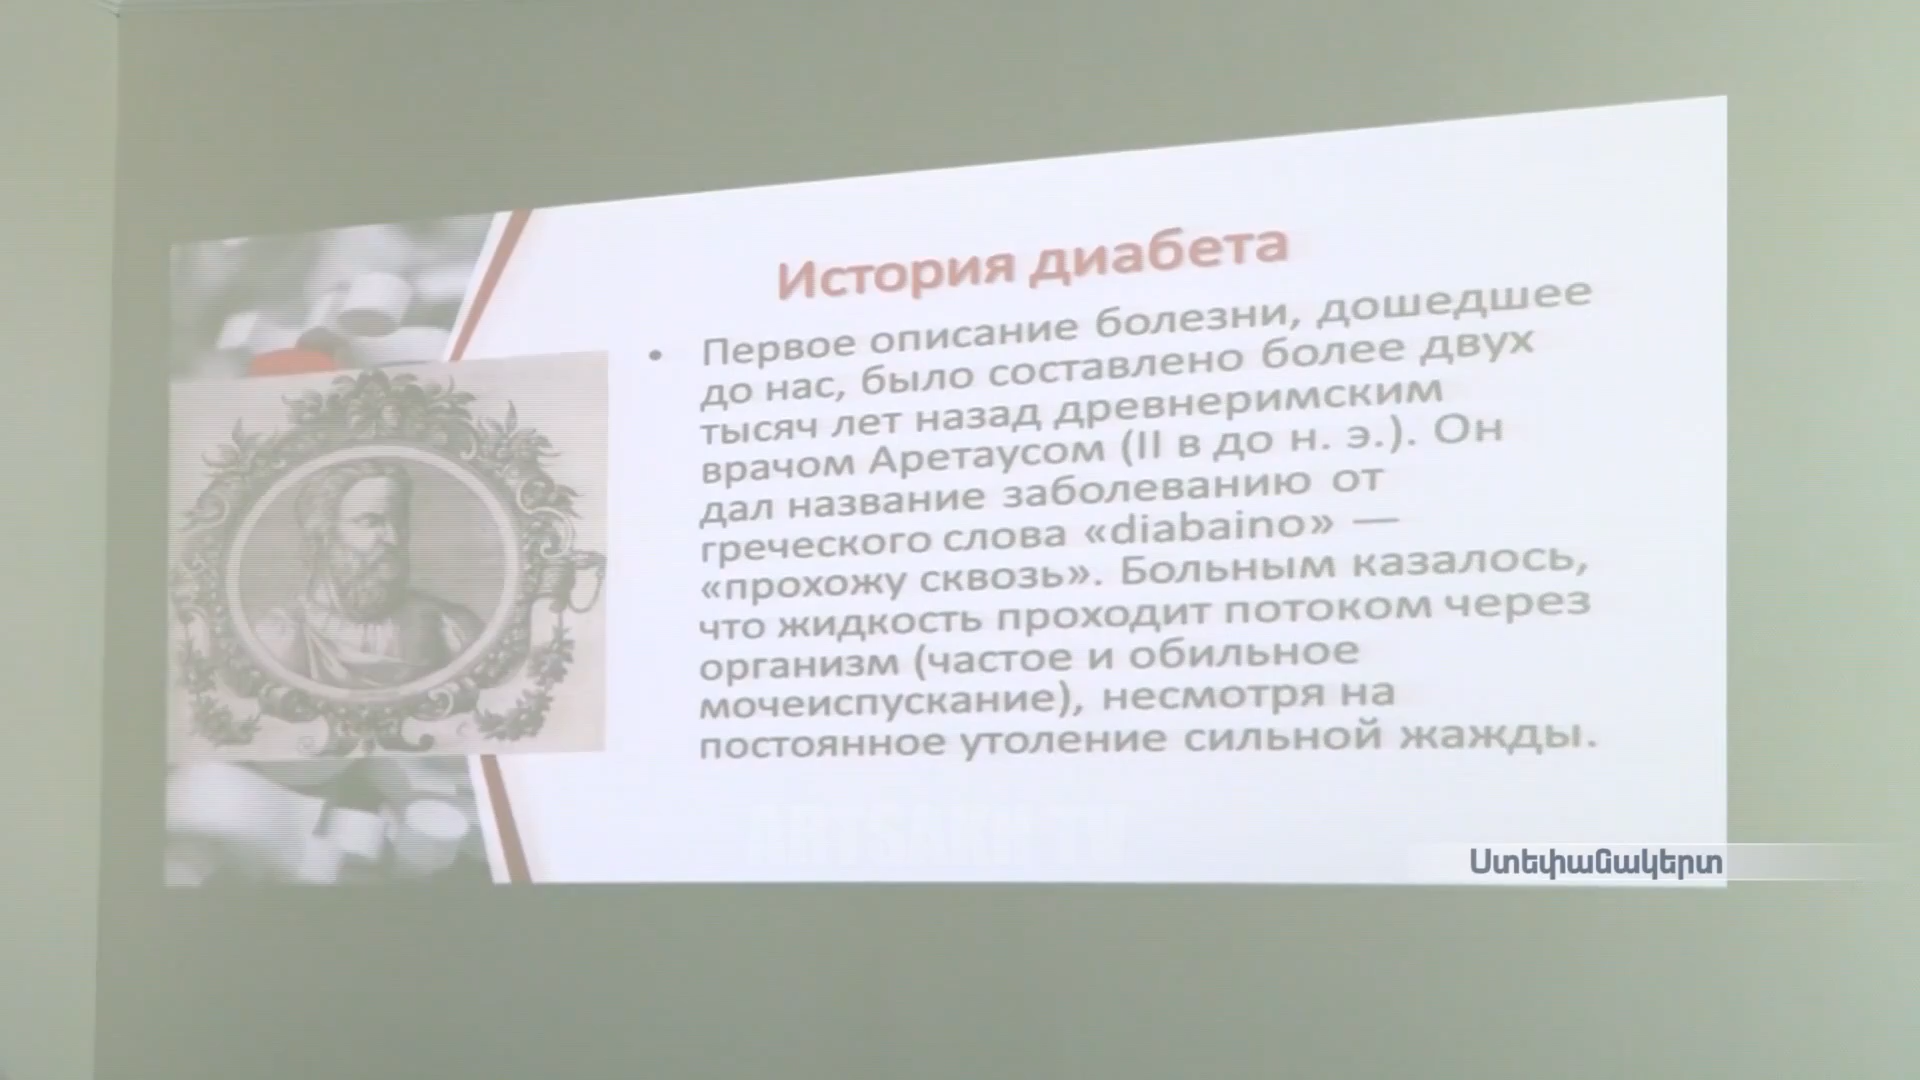 История диабета
• Первое описание болезни, дошедшее
до нас, было составлено более двух
тысяч лет назад древнеримским
врачом Аретаусом (II в до н. э.). Он
дал название заболеванию от
греческого слова «diabaino» —
«прохожу сквозь». Больным казалось,
что жидкость проходит потоком через
организм (частое и обильное
мочеиспускание), несмотря на
постоянное утоление сильной жажды.
ARTSAKH TV
Ստեփանակերտ